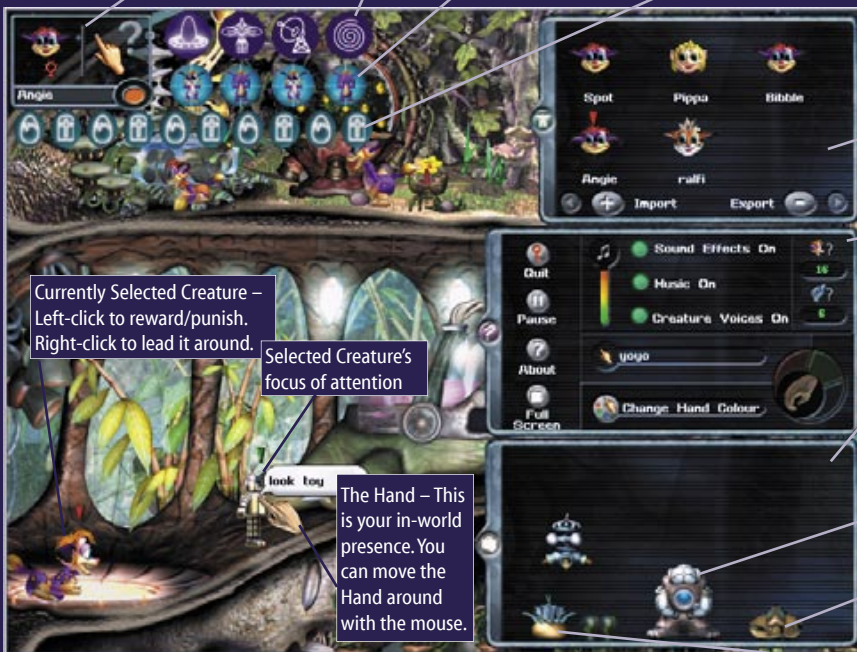 Angie
Spot
Pippa
Bibble
Angie
ralfi
Import
Export
Quit
Pause
About
Full
Screen
Sound Effects On
Music On
Creature Voices On
16
6
yoyo
Change Hand Colour
Currently Selected Creature –
Left-click to reward/punish.
Right-click to lead it around.
Selected Creature’s
focus of attention
look toy
The Hand – This
is your in-world
presence. You
can move the
Hand around
with the mouse.